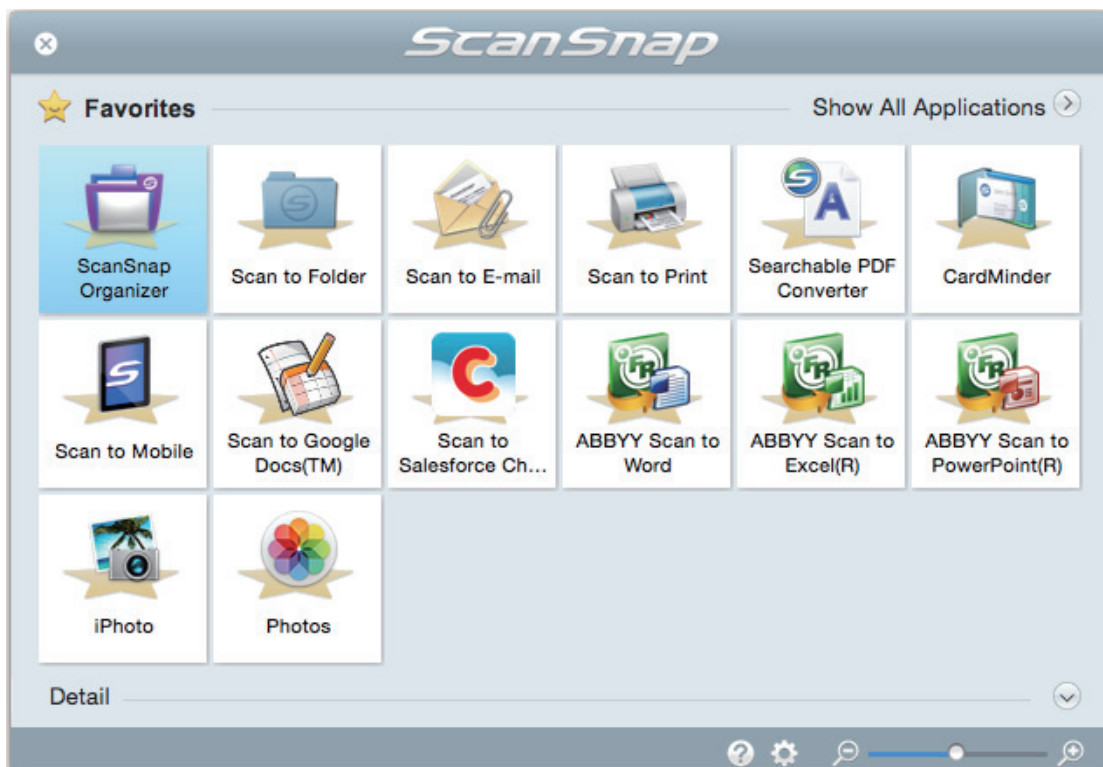 ScanSnap
Favorites
Show All Applications
ScanSnap
Organizer
Scan to Folder
Scan to E-mail
Scan to Print
Searchable PDF
Converter
CardMinder
Scan to Mobile
Scan to Google
Docs(TM)
Scan to
Salesforce Ch...
ABBYY Scan to
Word
ABBYY Scan to
Excel(R)
ABBYY Scan to
PowerPoint(R)
iPhoto
Photos
Detail